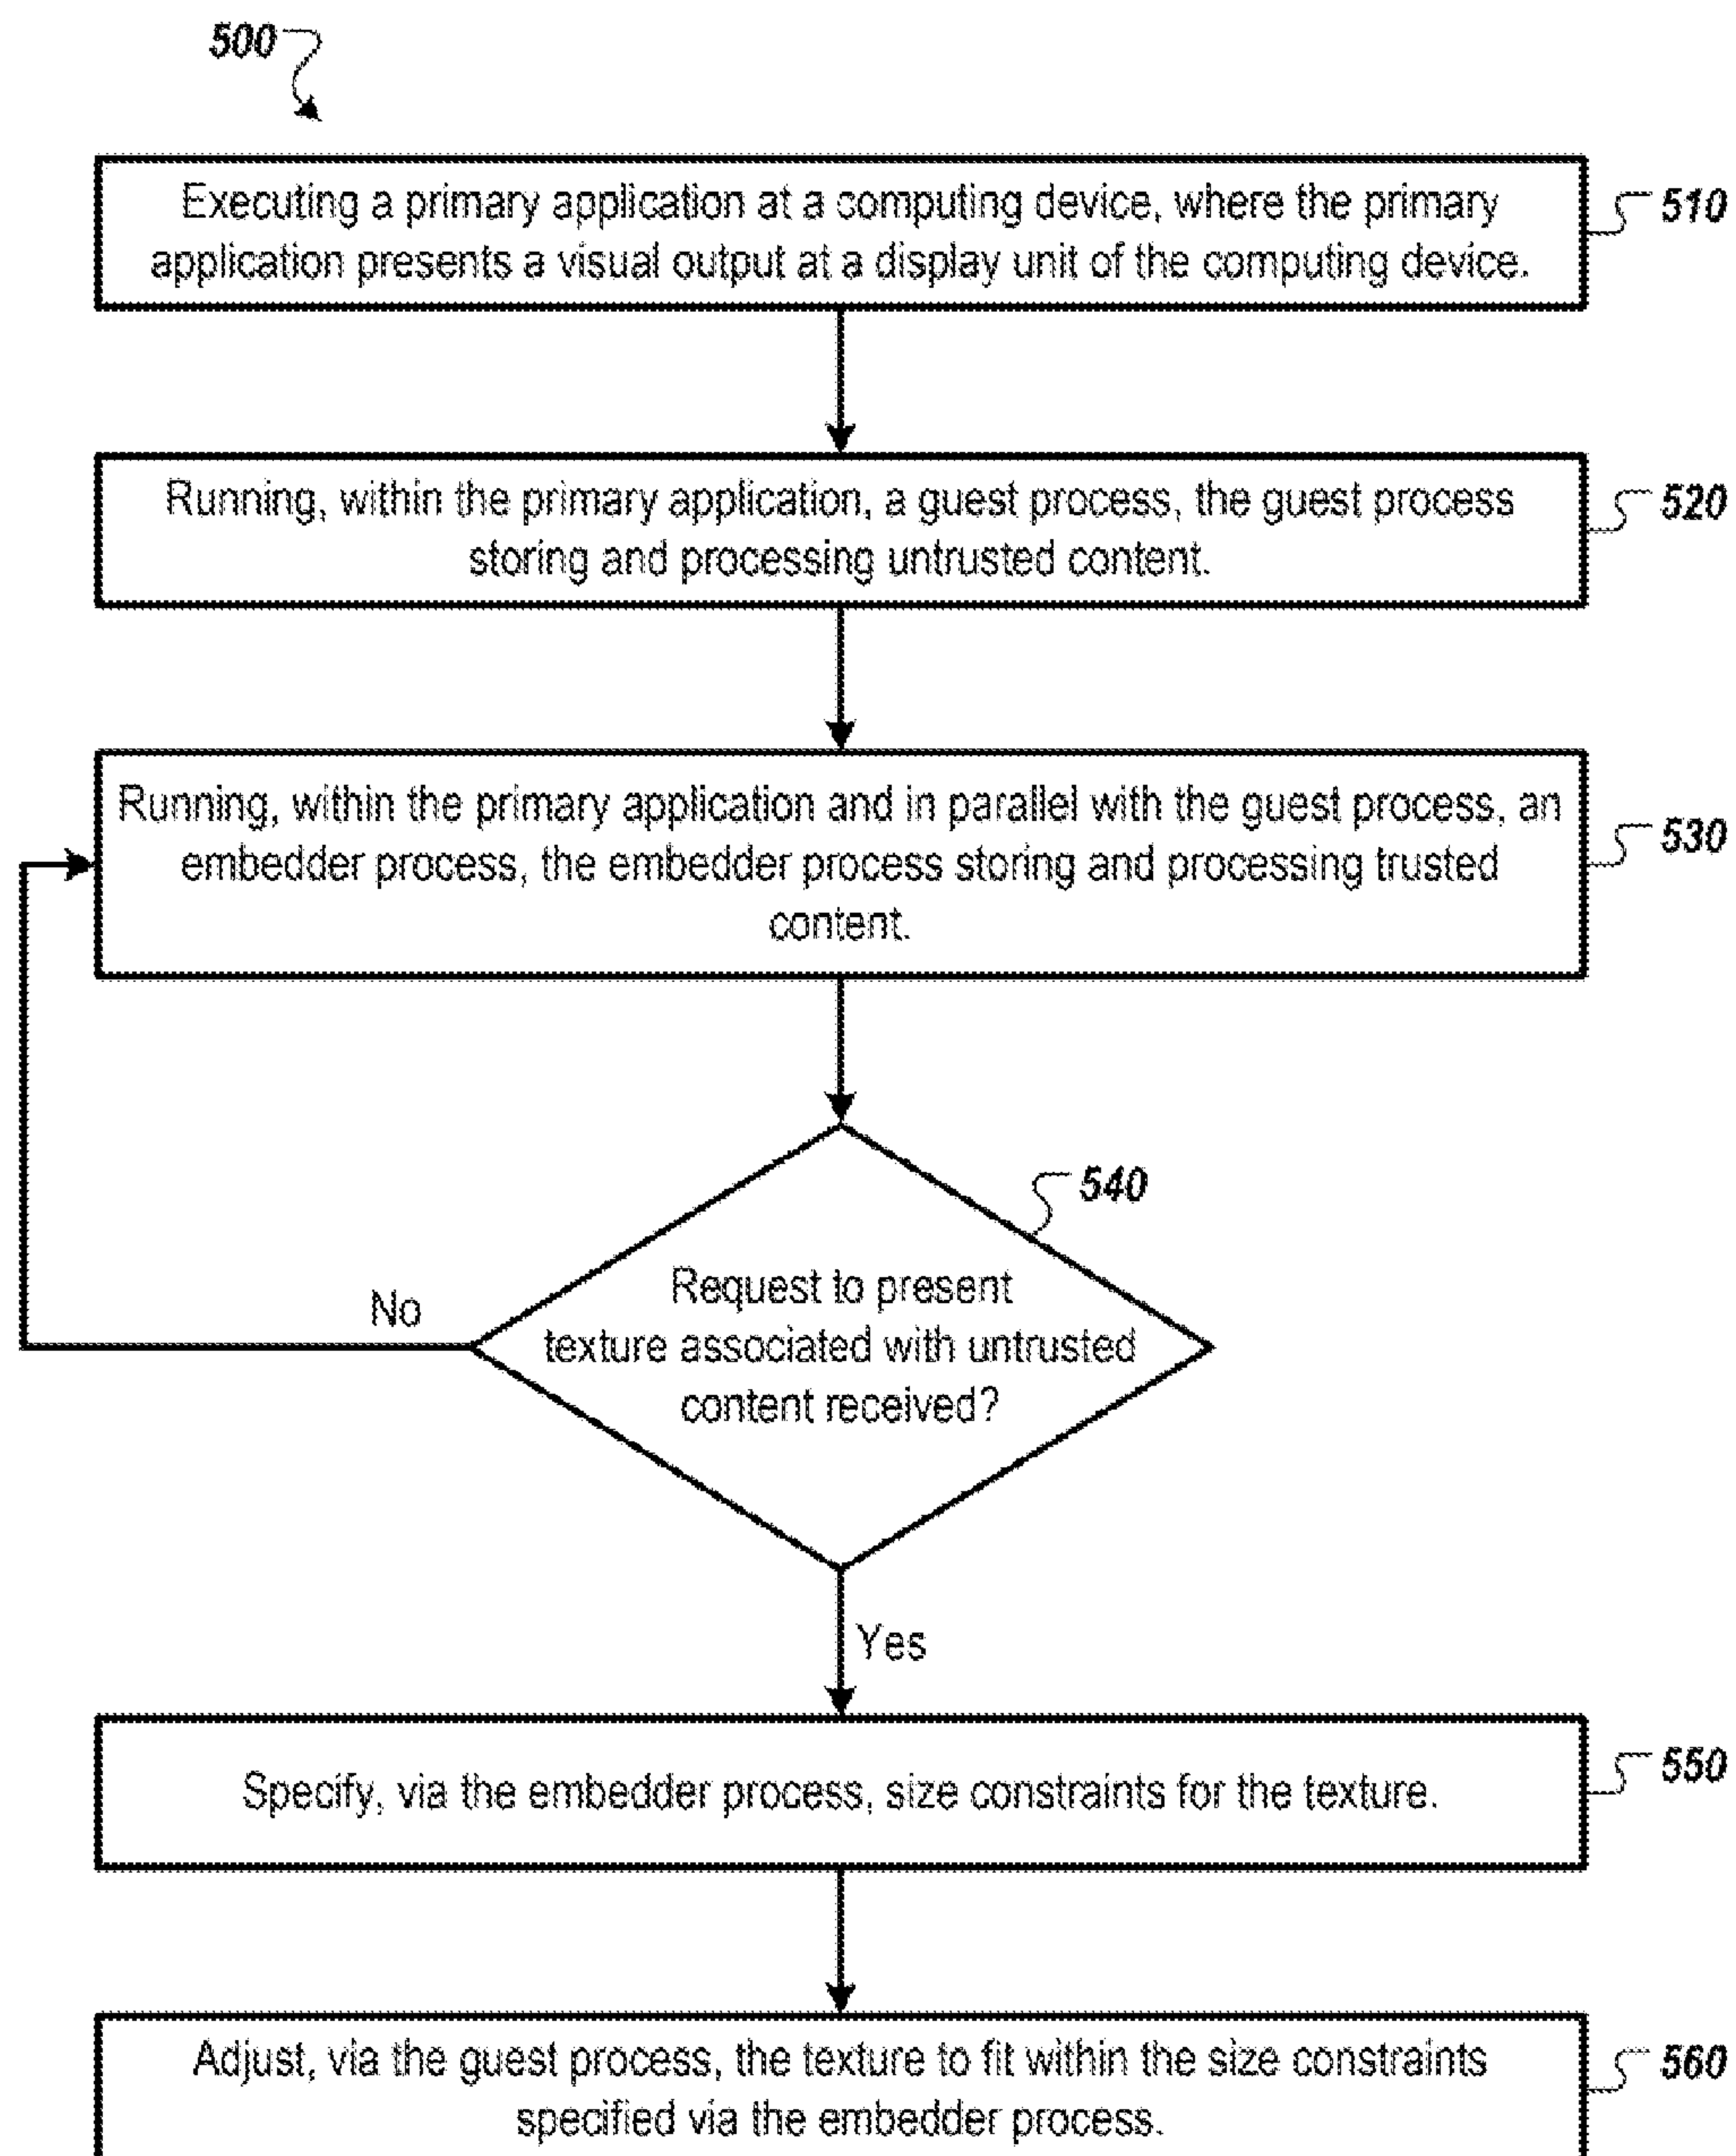 500
Executing a primary application at a computing device, where the primary
application presents a visual output at a display unit of the computing device.
510
Running, within the primary application, a guest process, the guest process
storing and processing untrusted content.
520
Running, within the primary application and in parallel with the guest process, an
embedder process, the embedder process storing and processing trusted
content.
530
540
Request to present
texture associated with untrusted
content received?
No
Yes
Specify, via the embedder process, size constraints for the texture.
550
Adjust, via the guest process, the texture to fit within the size constraints
specified via the embedder process.
560